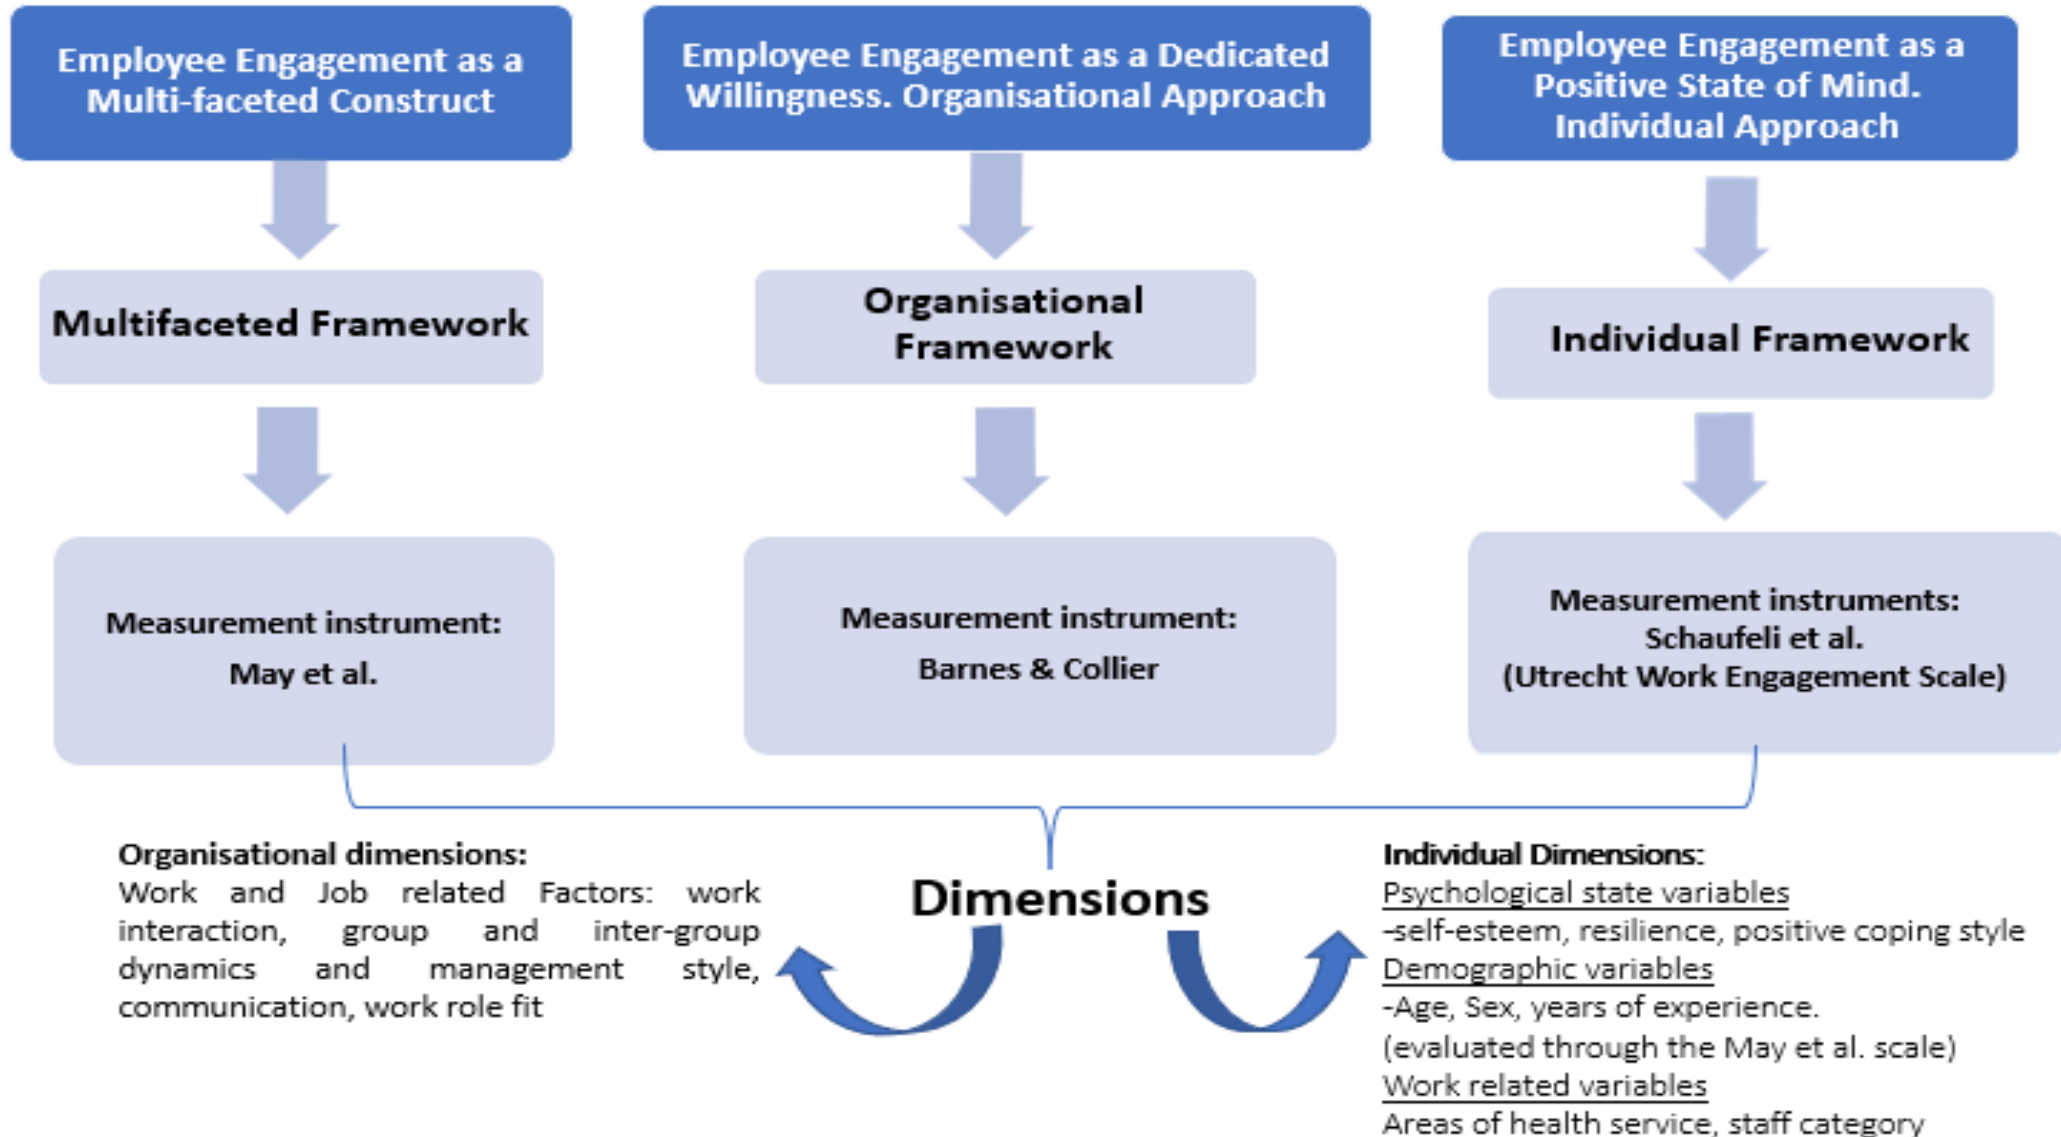 Employee Engagement as a
Multi-faceted Construct
Employee Engagement as a Dedicated
Willingness. Organisational Approach
Employee Engagement as a
Positive State of Mind.
Individual Approach
Multifaceted Framework
Organisational
Framework
Individual Framework
Measurement instrument:
May et al.
Measurement instrument:
Barnes & Collier
Measurement instruments:
Schaufeli et al.
(Utrecht Work Engagement Scale)
Dimensions
Organisational dimensions:
Work and Job related Factors: work
interaction, group and inter-group
dynamics and management style,
communication, work role fit
Individual Dimensions:
Psychological state variables
-self-esteem, resilience, positive coping style
Demographic variables
-Age, Sex, years of experience.
(evaluated through the May et al. scale)
Work related variables
Areas of health service, staff category